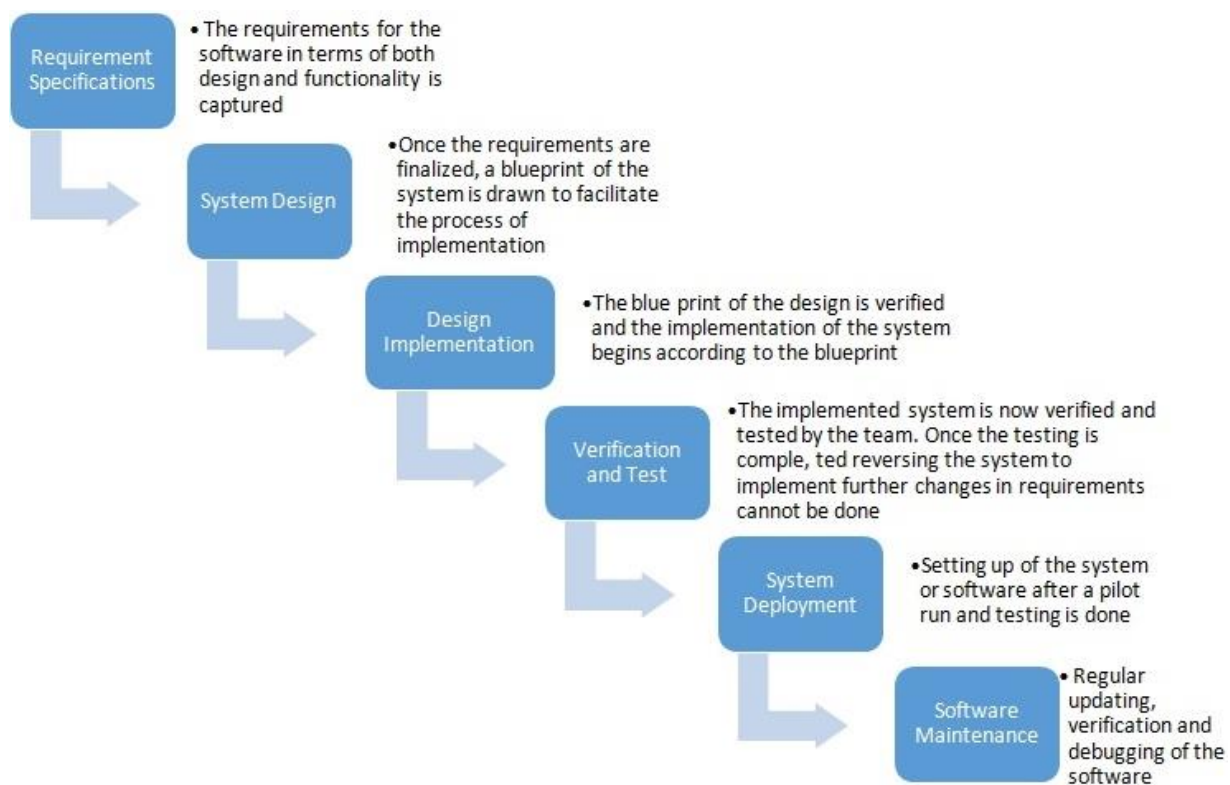 Requirement
Specifications
• The requirements for the
software in terms of both
design and functionality is
captured
System Design
•Once the requirements are
finalized, a blueprint of the
system is drawn to facilitate
the process of
implementation
Design
Implementation
•The blue print of the design is verified
and the implementation of the system
begins according to the blueprint
Verification
and Test
•The implemented system is now verified and
tested by the team. Once the testing is
comple, ted reversing the system to
implement further changes in requirements
cannot be done
System
Deployment
•Setting up of the system
or software after a pilot
run and testing is done
Software
Maintenance
• Regular
updating,
verification and
debugging of the
software